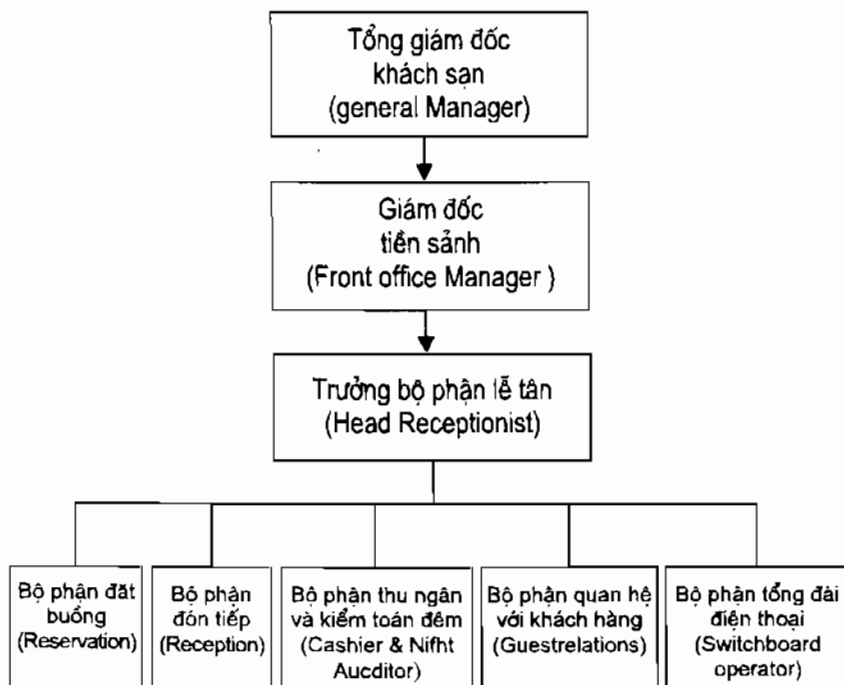 Tổng giám đốc
khách sạn
(general Manager)
Giám đốc
tiền sảnh
(Front office Manager )
Trưởng bộ phận lễ tân
(Head Receptionist)
Bộ phận đăt
buồng
(Reservation)
Bộ phận
đón tiếp
(Reception)
Bộ phận thu ngân
và kiểm toán đêm
(Cashier & Nifht
Aucditor)
Bộ phận quan hệ
với khách hàng
(Guestrelations)
Bộ phận tổng đài
điện thoại
(Switchboard
operator)